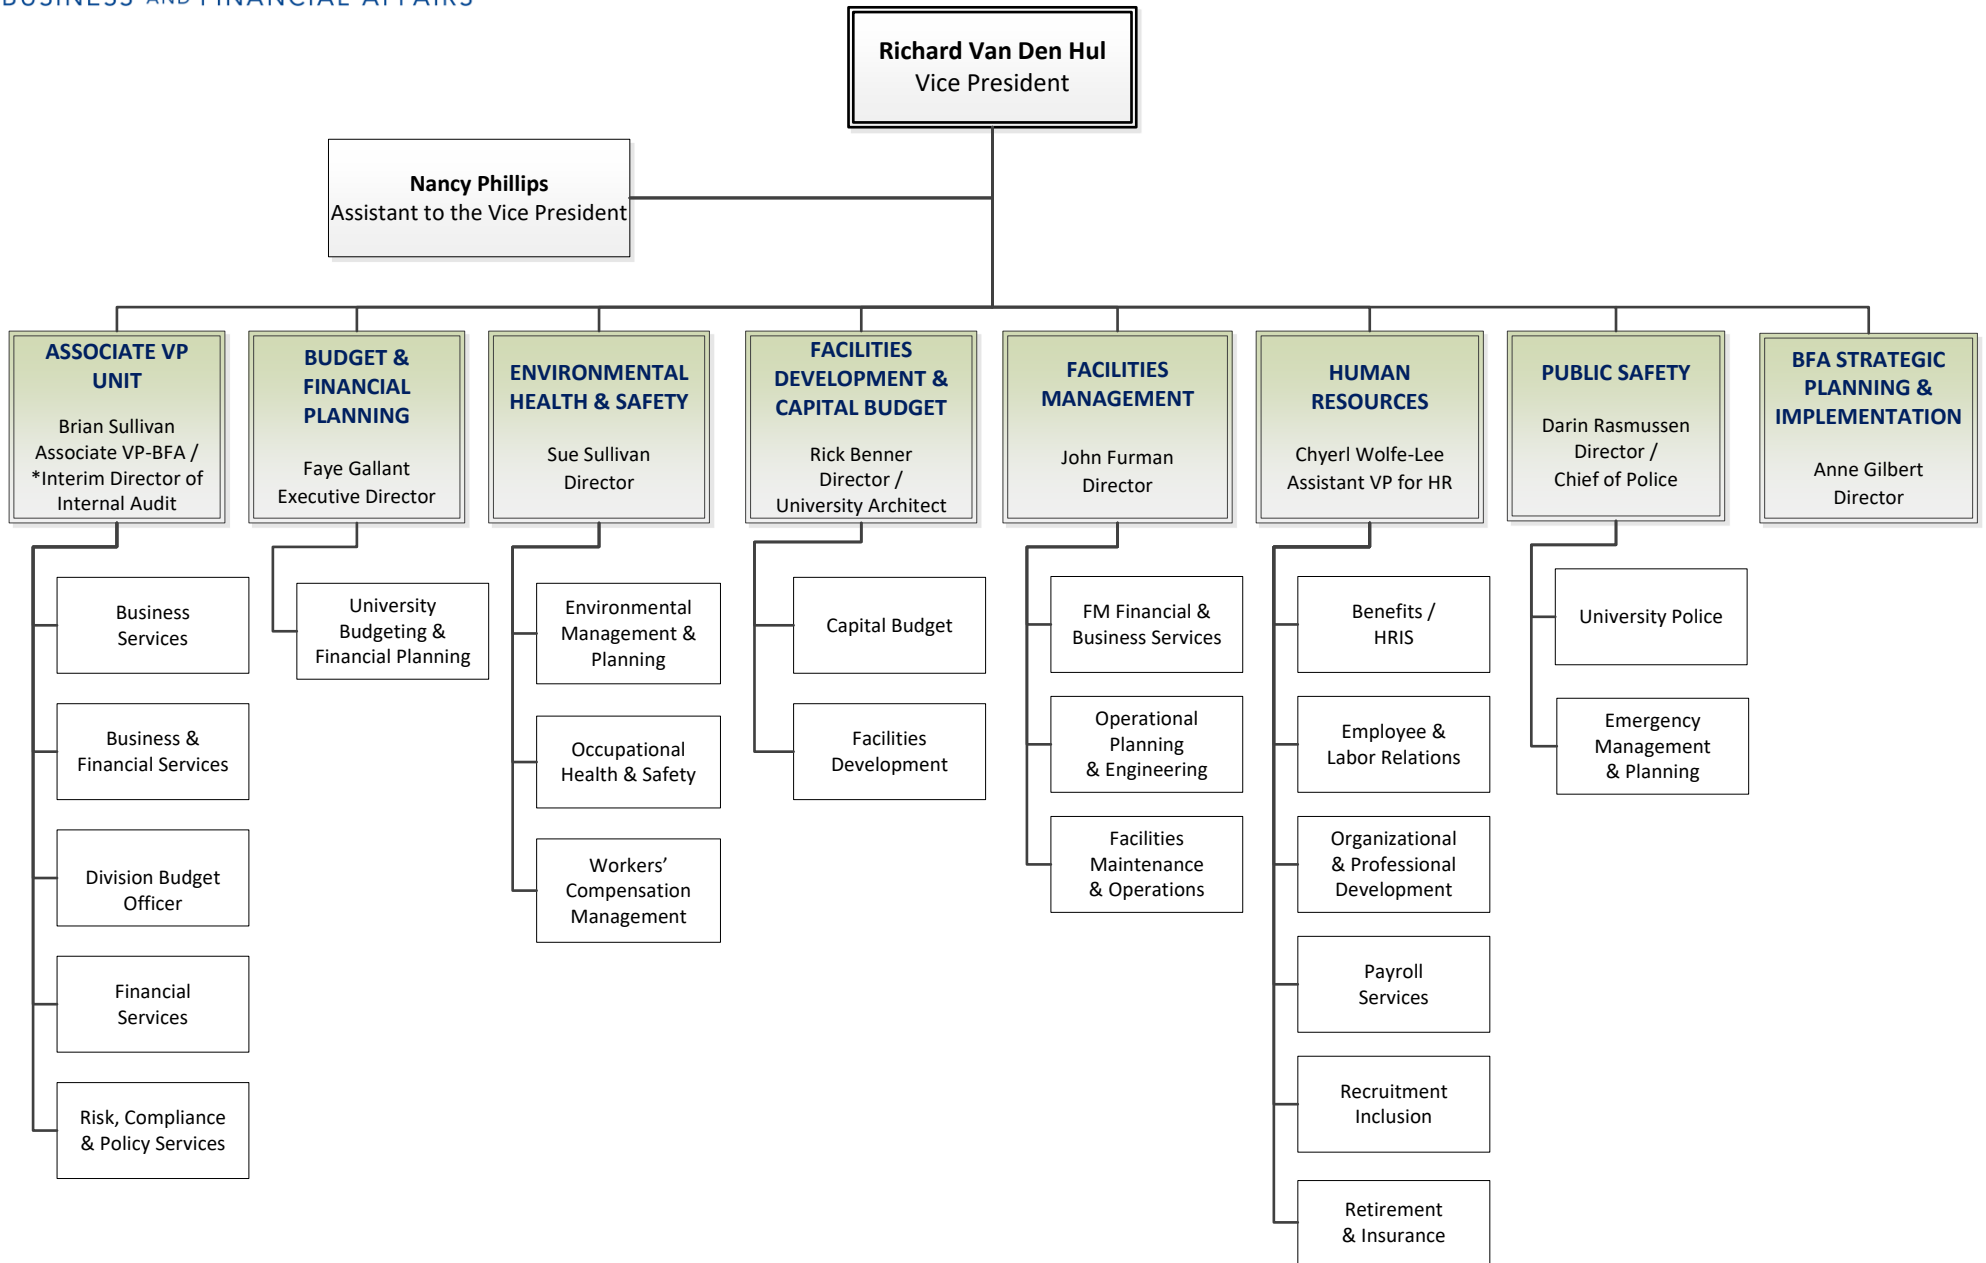 BUSINESS AND FINANCIAL AFFAIRS
Richard Van Den Hul
Vice President
Nancy Phillips
Assistant to the Vice President
ASSOCIATE VP
UNIT
Brian Sullivan
Associate VP-BFA /
*Interim Director of
Internal Audit
BUDGET &
FINANCIAL
PLANNING
Faye Gallant
Executive Director
ENVIRONMENTAL
HEALTH & SAFETY
Sue Sullivan
Director
FACILITIES
DEVELOPMENT &
CAPITAL BUDGET
Rick Benner
Director /
University Architect
FACILITIES
MANAGEMENT
John Furman
Director
HUMAN
RESOURCES
Chyerl Wolfe-Lee
Assistant VP for HR
PUBLIC SAFETY
Darin Rasmussen
Director /
Chief of Police
BFA STRATEGIC
PLANNING &
IMPLEMENTATION
Anne Gilbert
Director
Business
Services
Business &
Financial Services
Division Budget
Officer
Financial
Services
Risk, Compliance
& Policy Services
University
Budgeting &
Financial Planning
Environmental
Management &
Planning
Occupational
Health & Safety
Workers’
Compensation
Management
Capital Budget
Facilities
Development
FM Financial &
Business Services
Operational
Planning
& Engineering
Facilities
Maintenance
& Operations
Benefits /
HRIS
Employee &
Labor Relations
Organizational
& Professional
Development
Payroll
Services
Recruitment
Inclusion
Retirement
& Insurance
University Police
Emergency
Management
& Planning